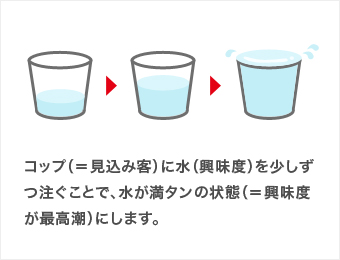 コップ（＝見込み客）に水（興味度）を少しず
つ注ぐことで、水が満タンの状態（＝興味度
が最高潮）にします。